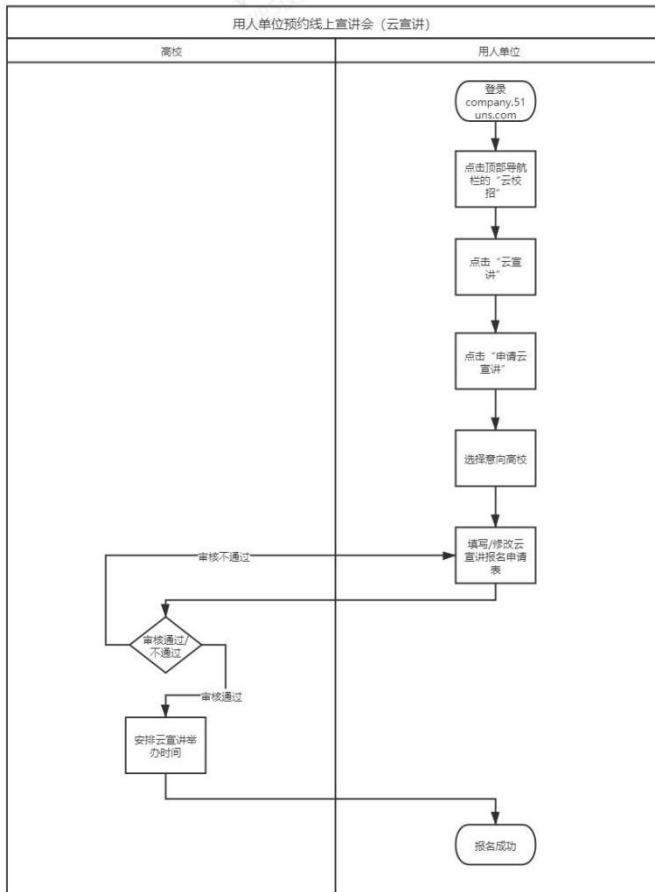 用人单位预约线上宣讲会（云宣讲）
高校
用人单位
登录
company.51
uns.com
点击顶部导航
栏的“云校
招”
点击“云宣
讲”
点击“申请云
宣讲”
选择意向高校
填写/修改云
宣讲报名申请
表
审核不通过
审核通过/
不通过
审核通过
安排云宣讲举
办时间
报名成功